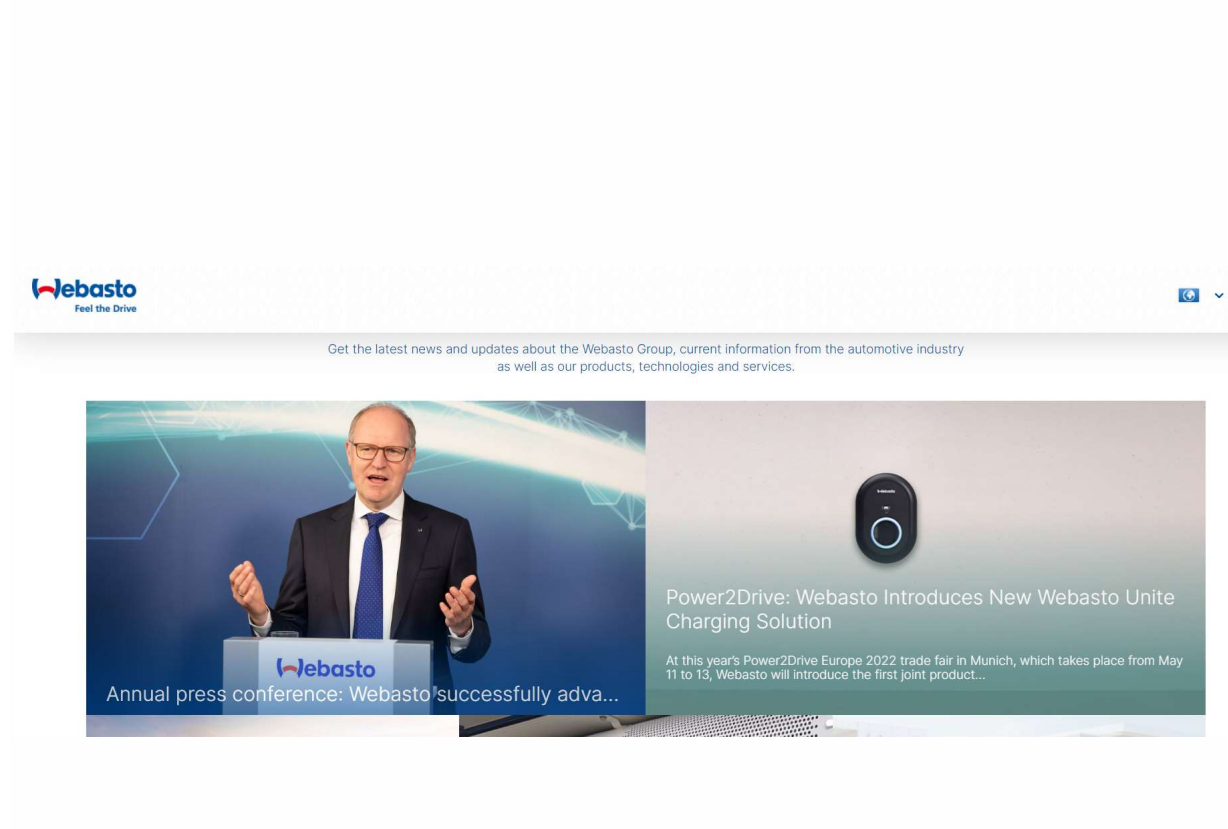 Webasto
Feel the Drive
Get the latest news and updates about the Webasto Group, current information from the automotive industry
as well as our products, technologies and services.
Webasto
Annual press conference: Webasto successfully adva...
Webasto
Power2Drive: Webasto Introduces New Webasto Unite
Charging Solution
At this year's Power2Drive Europe 2022 trade fair in Munich, which takes place from May
11 to 13, Webasto will introduce the first joint product...